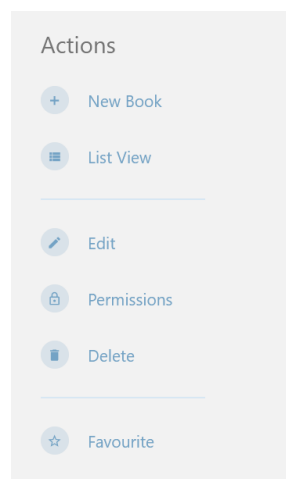 Actions
New Book
List View
Edit
Permissions
Delete
Favourite